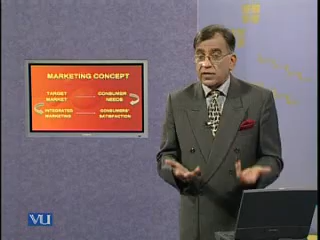 MARKETING CONCEPT
TARGET CONSUMER
MARKET NEEDS
INTEGRATED CONSUMERS'
MARKETING SATISFACTION
VU